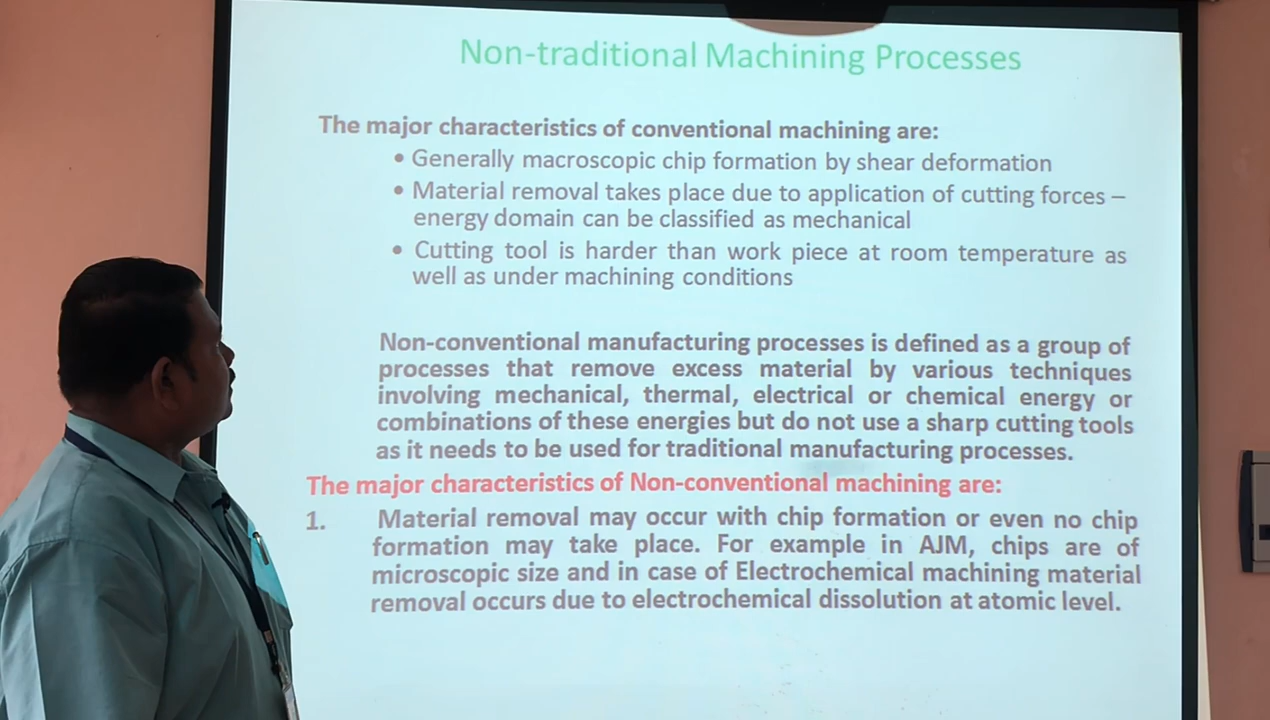 Non-traditional Machining Processes
The major characteristics of conventional machining are:
• Generally macroscopic chip formation by shear deformation
• Material removal takes place due to application of cutting forces –
energy domain can be classified as mechanical
• Cutting tool is harder than work piece at room temperature as
well as under machining conditions
Non-conventional manufacturing processes is defined as a group of
processes that remove excess material by various techniques
involving mechanical, thermal, electrical or chemical energy or
combinations of these energies but do not use a sharp cutting tools
as it needs to be used for traditional manufacturing processes.
The major characteristics of Non-conventional machining are:
1. Material removal may occur with chip formation or even no chip
formation may take place. For example in AJM, chips are of
microscopic size and in case of Electrochemical machining material
removal occurs due to electrochemical dissolution at atomic level.